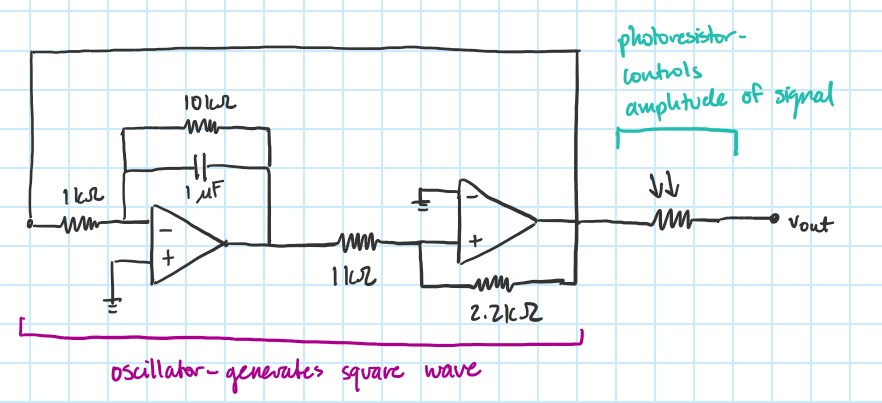 photoresistor-
controls
amplitude of signal
10kΩ
1μF
1kΩ
-
+
1kΩ
-
+
2.2kΩ
Vout
oscillator-generates square wave